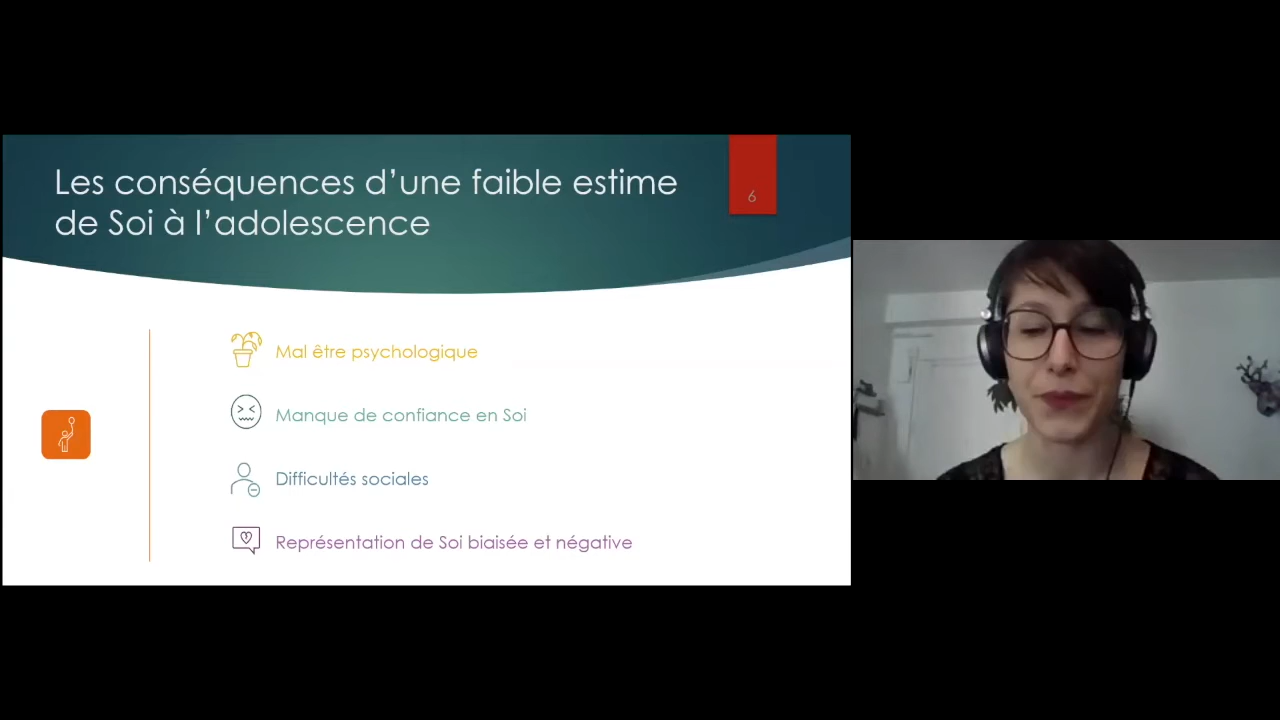 Les conséquences d’une faible estime
de Soi à l’adolescence
6
Mal être psychologique
Manque de confiance en Soi
Difficultés sociales
Représentation de Soi biaisée et négative